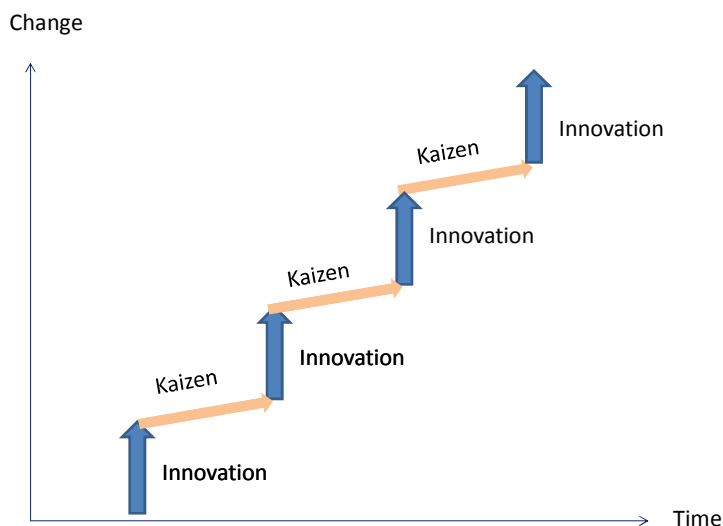 Change
Innovation
Kaizen
Innovation
Kaizen
Innovation
Kaizen
Innovation
Time